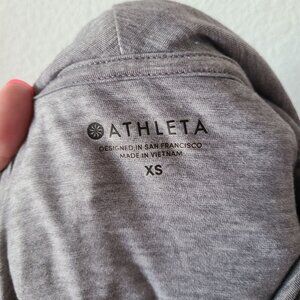 ATHLETA
DESIGNED IN SAN FRANCISCO
MADE IN VIETNAM
XS